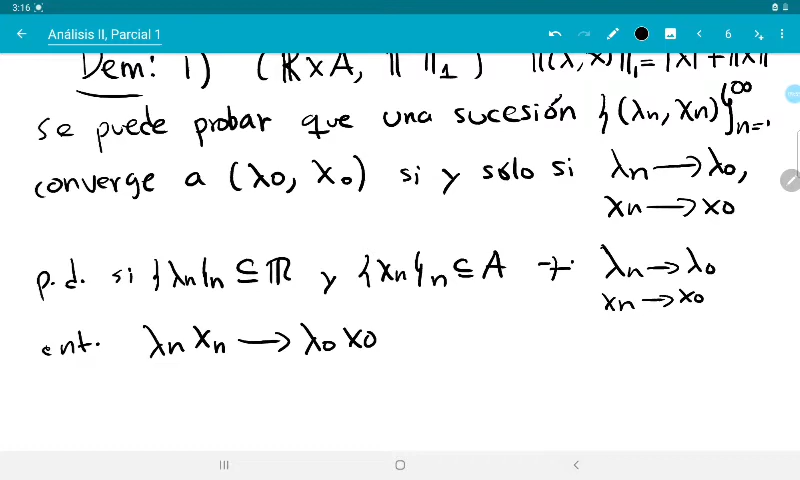 3:16
Análisis II, Parcial 1
6
Dem: 1) (ℝ×A, ‖ ‖₁) ‖(λ,x)‖₁=|λ|+‖x‖
se puede probar que una sucesión {(λn, xn)}∞n=1
converge a (λ0, x0) si y sólo si λn → λ0,
xn → x0
p.d. si {λn}n ⊆ ℝ y {xn}n ⊆ A t. λn → λ0
xn → x0
ent. λn xn → λ0 x0